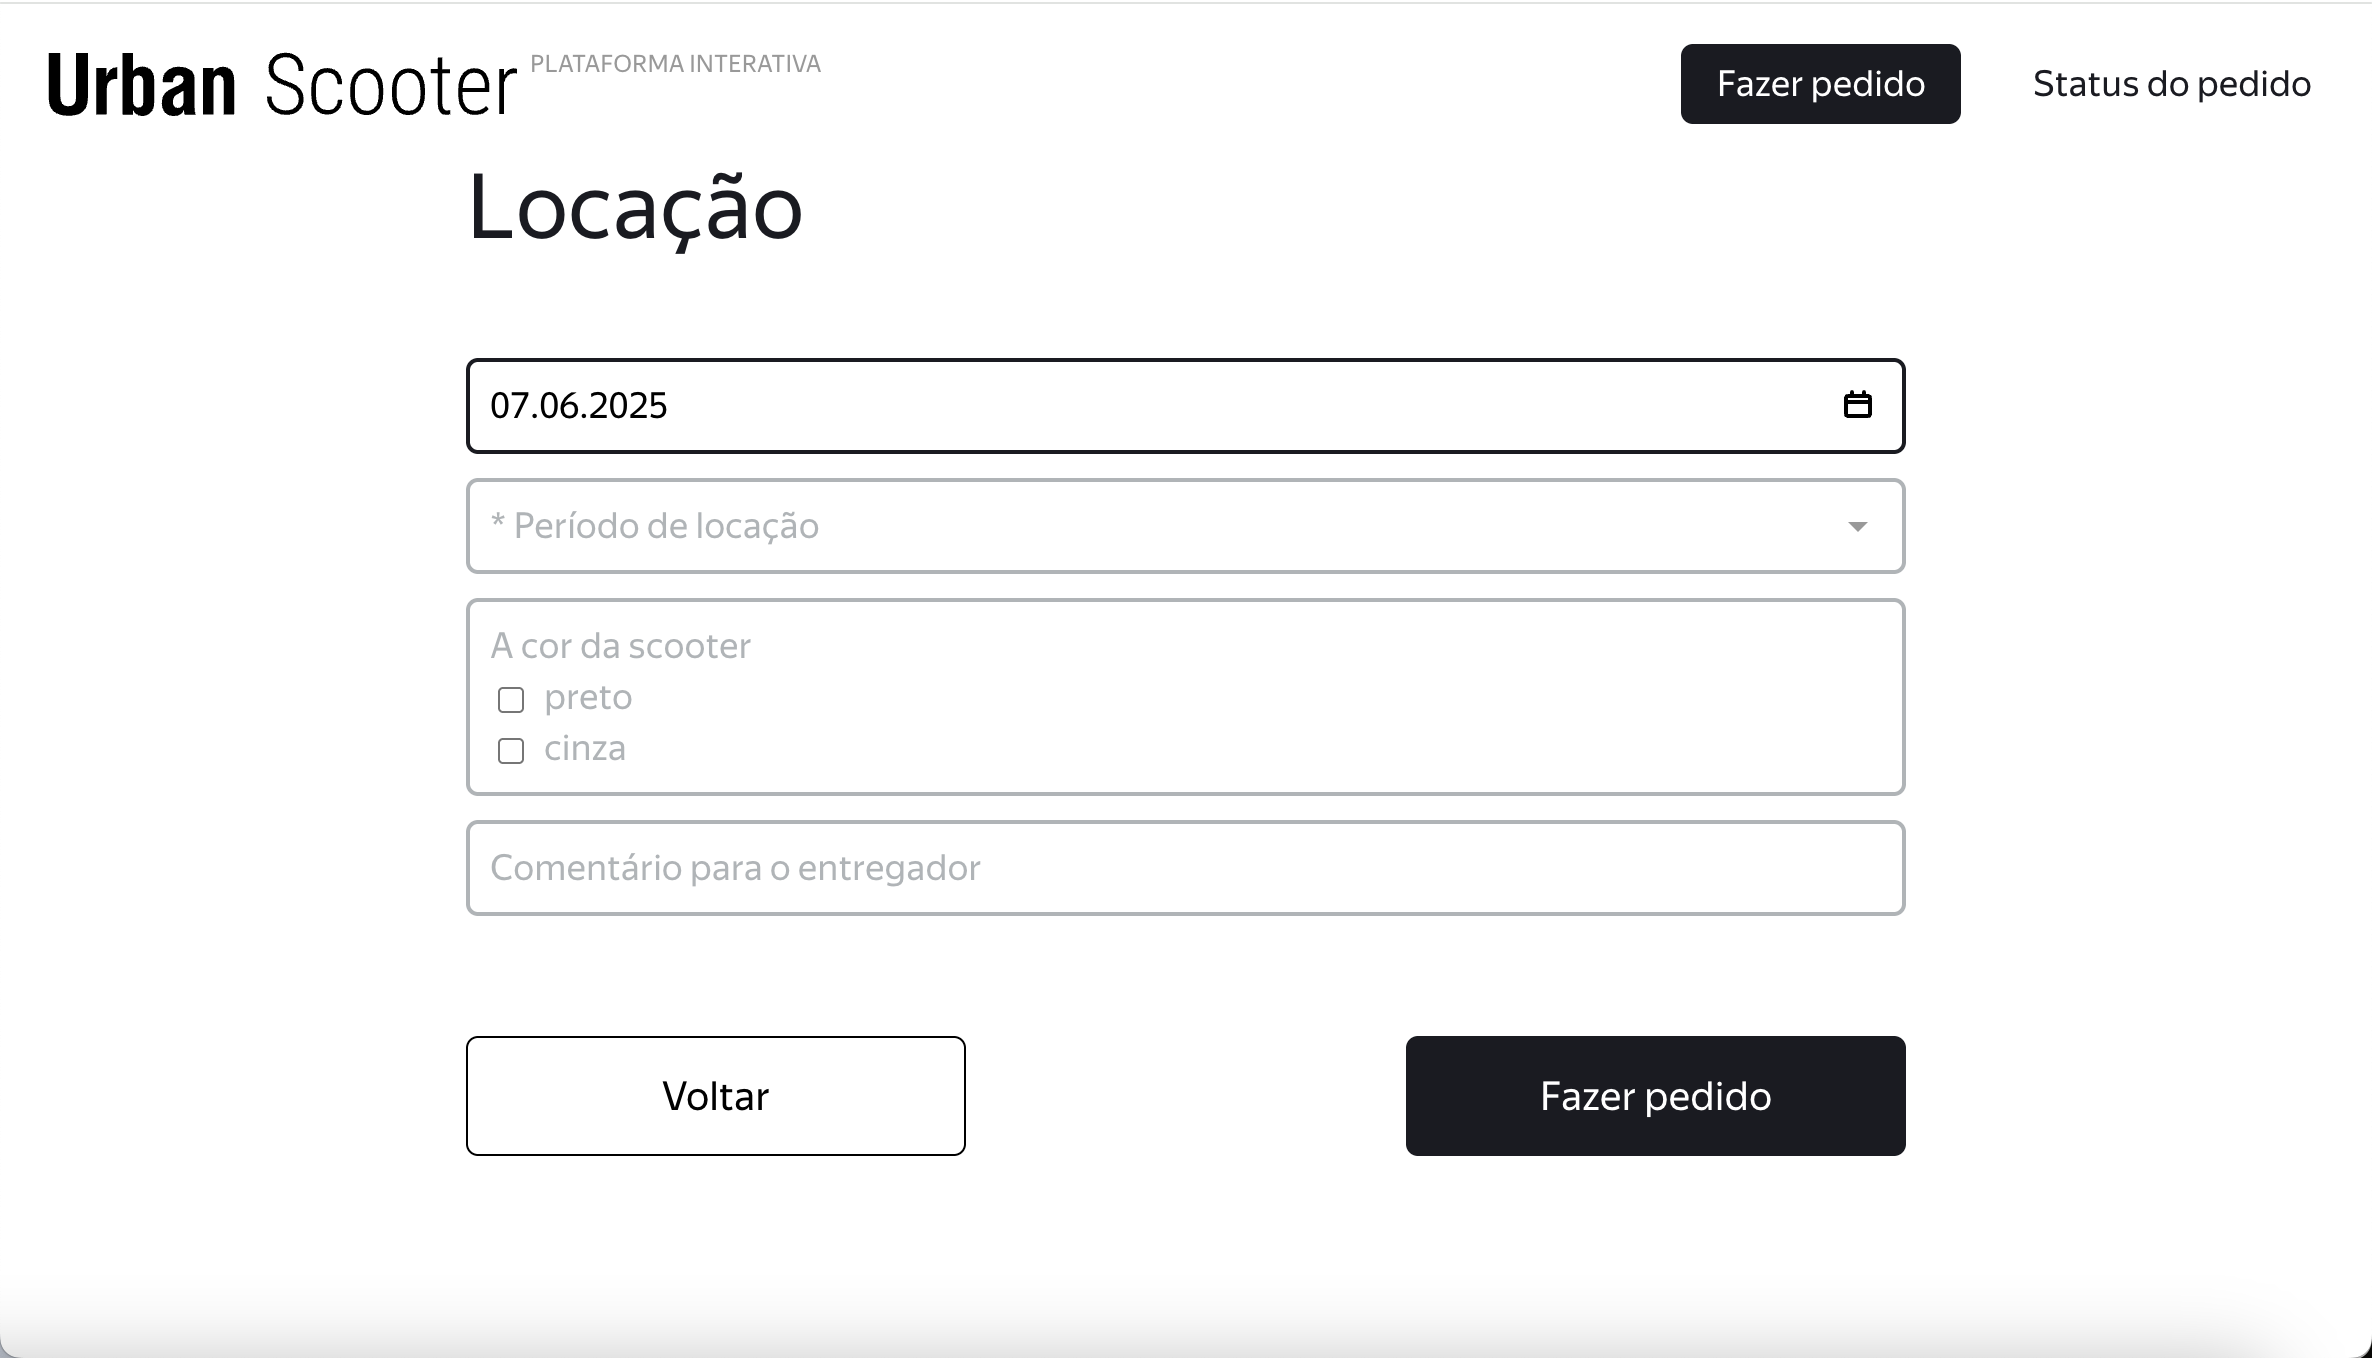 Urban Scooter PLATAFORMA INTERATIVA
Fazer pedido
Status do pedido
Locação
07.06.2025
* Período de locação
A cor da scooter
preto
cinza
Comentário para o entregador
Voltar
Fazer pedido